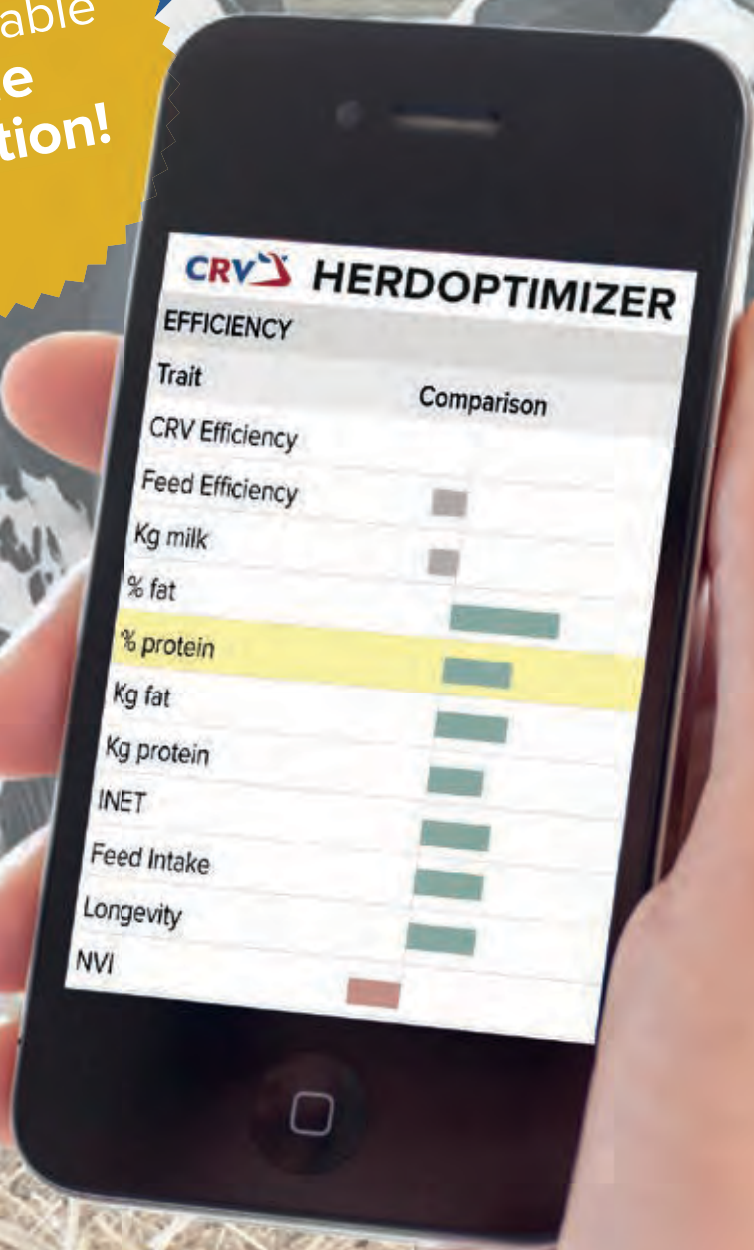 able
e
tion!
CRV HERDOPTIMIZER
EFFICIENCY
Trait Comparison
CRV Efficiency
Feed Efficiency
Kg milk
% fat
% protein
Kg fat
Kg protein
INET
Feed Intake
Longevity
NVI